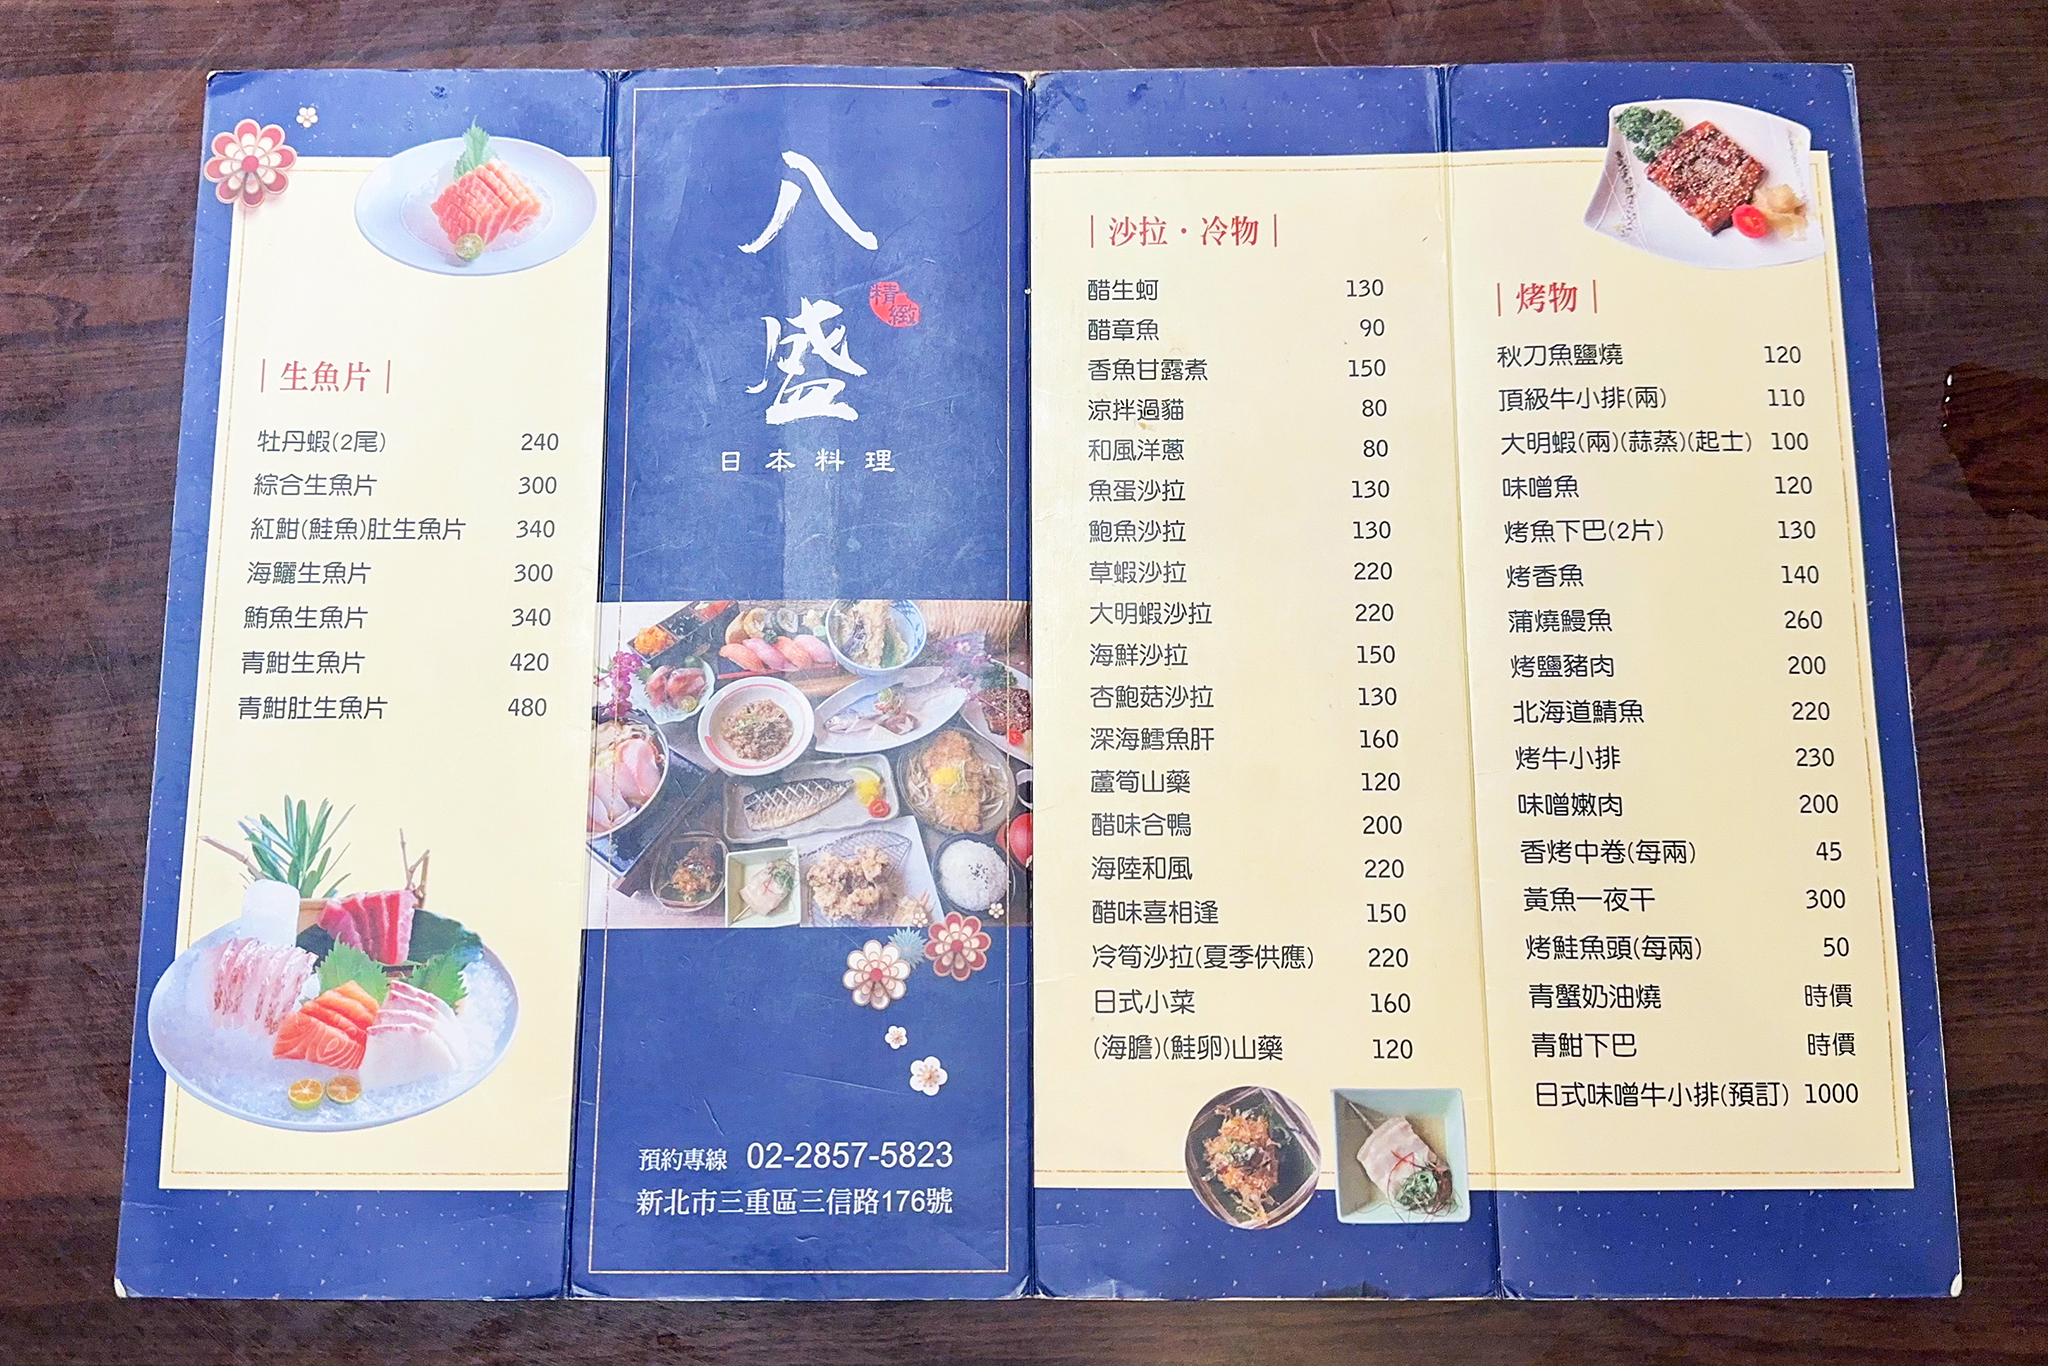 ｜生魚片｜
牡丹蝦(2尾) 240
綜合生魚片 300
紅魽(鮭魚)肚生魚片 340
海鱺生魚片 300
鮪魚生魚片 340
青魽生魚片 420
青魽肚生魚片 480
八
盛
精緻
日本料理
預約專線 02-2857-5823
新北市三重區三信路176號
｜沙拉・冷物｜
醋生蚵 130
醋章魚 90
香魚甘露煮 150
涼拌過貓 80
和風洋蔥 80
魚蛋沙拉 130
鮑魚沙拉 130
草蝦沙拉 220
大明蝦沙拉 220
海鮮沙拉 150
杏鮑菇沙拉 130
深海鱈魚肝 160
蘆筍山藥 120
醋味合鴨 200
海陸和風 220
醋味喜相逢 150
冷筍沙拉(夏季供應) 220
日式小菜 160
(海膽)(鮭卵)山藥 120
｜烤物｜
秋刀魚鹽燒 120
頂級牛小排(兩) 110
大明蝦(兩)(蒜蒸)(起士) 100
味噌魚 120
烤魚下巴(2片) 130
烤香魚 140
蒲燒鰻魚 260
烤鹽豬肉 200
北海道鯖魚 220
烤牛小排 230
味噌嫩肉 200
香烤中卷(每兩) 45
黃魚一夜干 300
烤鮭魚頭(每兩) 50
青蟹奶油燒 時價
青魽下巴 時價
日式味噌牛小排(預訂) 1000